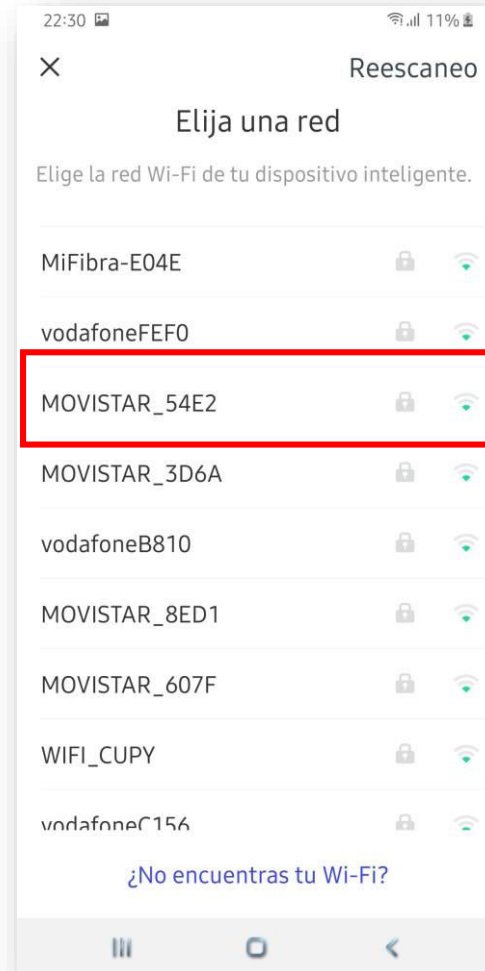 22:30 11%
Reescaneo
Elija una red
Elige la red Wi-Fi de tu dispositivo inteligente.
MiFibra-E04E
vodafoneFEF0
MOVISTAR_54E2
MOVISTAR_3D6A
vodafoneB810
MOVISTAR_8ED1
MOVISTAR_607F
WIFI_CUPY
vodafoneC156
¿No encuentras tu Wi-Fi?